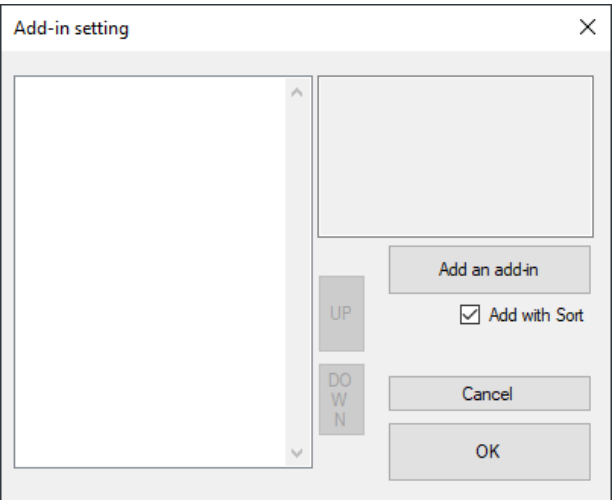 Add-in setting
Add an add-in
UP
Add with Sort
DO
W
N
Cancel
OK